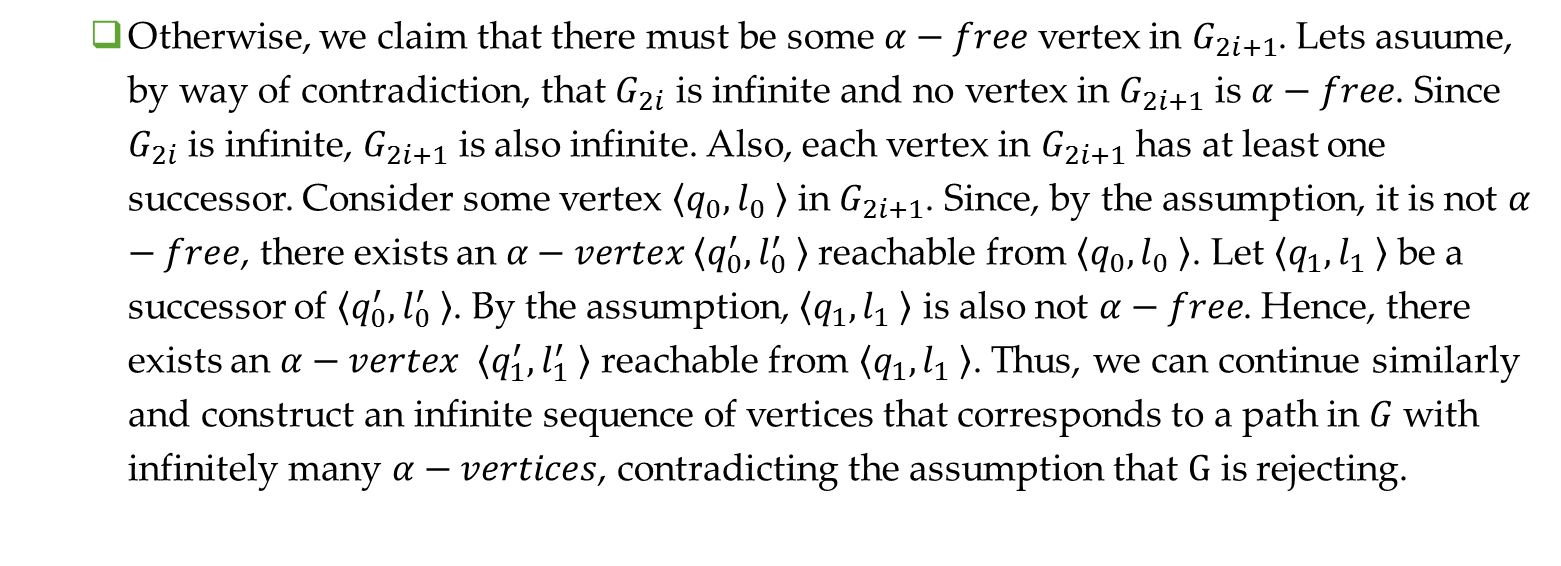 ❑ Otherwise, we claim that there must be some α − free vertex in G₂ᵢ₊₁. Lets asuume,
by way of contradiction, that G₂ᵢ is infinite and no vertex in G₂ᵢ₊₁ is α − free. Since
G₂ᵢ is infinite, G₂ᵢ₊₁ is also infinite. Also, each vertex in G₂ᵢ₊₁ has at least one
successor. Consider some vertex ⟨q₀, l₀ ⟩ in G₂ᵢ₊₁. Since, by the assumption, it is not α
− free, there exists an α − vertex ⟨q₀′, l₀′ ⟩ reachable from ⟨q₀, l₀ ⟩. Let ⟨q₁, l₁ ⟩ be a
successor of ⟨q₀′, l₀′ ⟩. By the assumption, ⟨q₁, l₁ ⟩ is also not α − free. Hence, there
exists an α − vertex ⟨q₁′, l₁′ ⟩ reachable from ⟨q₁, l₁ ⟩. Thus, we can continue similarly
and construct an infinite sequence of vertices that corresponds to a path in G with
infinitely many α − vertices, contradicting the assumption that G is rejecting.